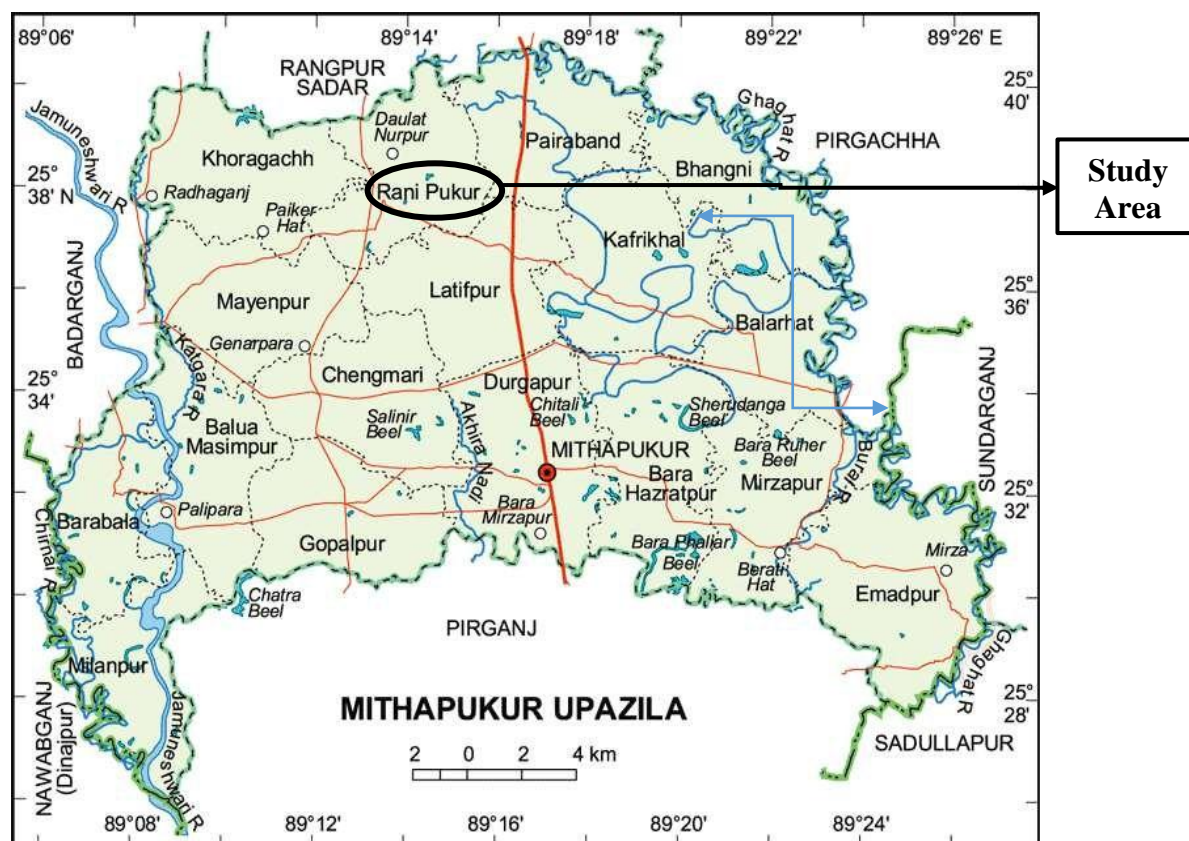 89°06'
89°14'
89°18'
89°22'
89°26' E
RANGPUR
SADAR
25°
40'
Jamuneshwari R
Daulat
Nurpur
Pairaband
Ghaghat R
PIRGACHHA
Khoragachh
Bhangni
Study
Area
25°
38' N
Radhaganj
Rani Pukur
Paiker
Hat
Kafrikhal
BADARGANJ
Mayenpur
Latifpur
25°
36'
Balarhat
Katgara R
Genarpara
Chengmari
Durgapur
25°
34'
Balua
Masimpur
Salinir
Beel
Akhira Nadi
Chitali
Beel
Sherudanga
Beel
SUNDARGANJ
MITHAPUKUR
Bara Ruher
Beel
Bural R
Bara
Hazratpur
Mirzapur
25°
32'
Barabala
Palipara
Bara
Mirzapur
Chirnai R
Gopalpur
Bara Phaliar
Beel
Berati
Hat
Mirza
Emadpur
Chatra
Beel
PIRGANJ
Ghaghat R
Milanpur
NAWABGANJ
(Dinajpur)
Jamuneshwari R
MITHAPUKUR UPAZILA
25°
28'
SADULLAPUR
2 0 2 4 km
89°08'
89°12'
89°16'
89°20'
89°24'